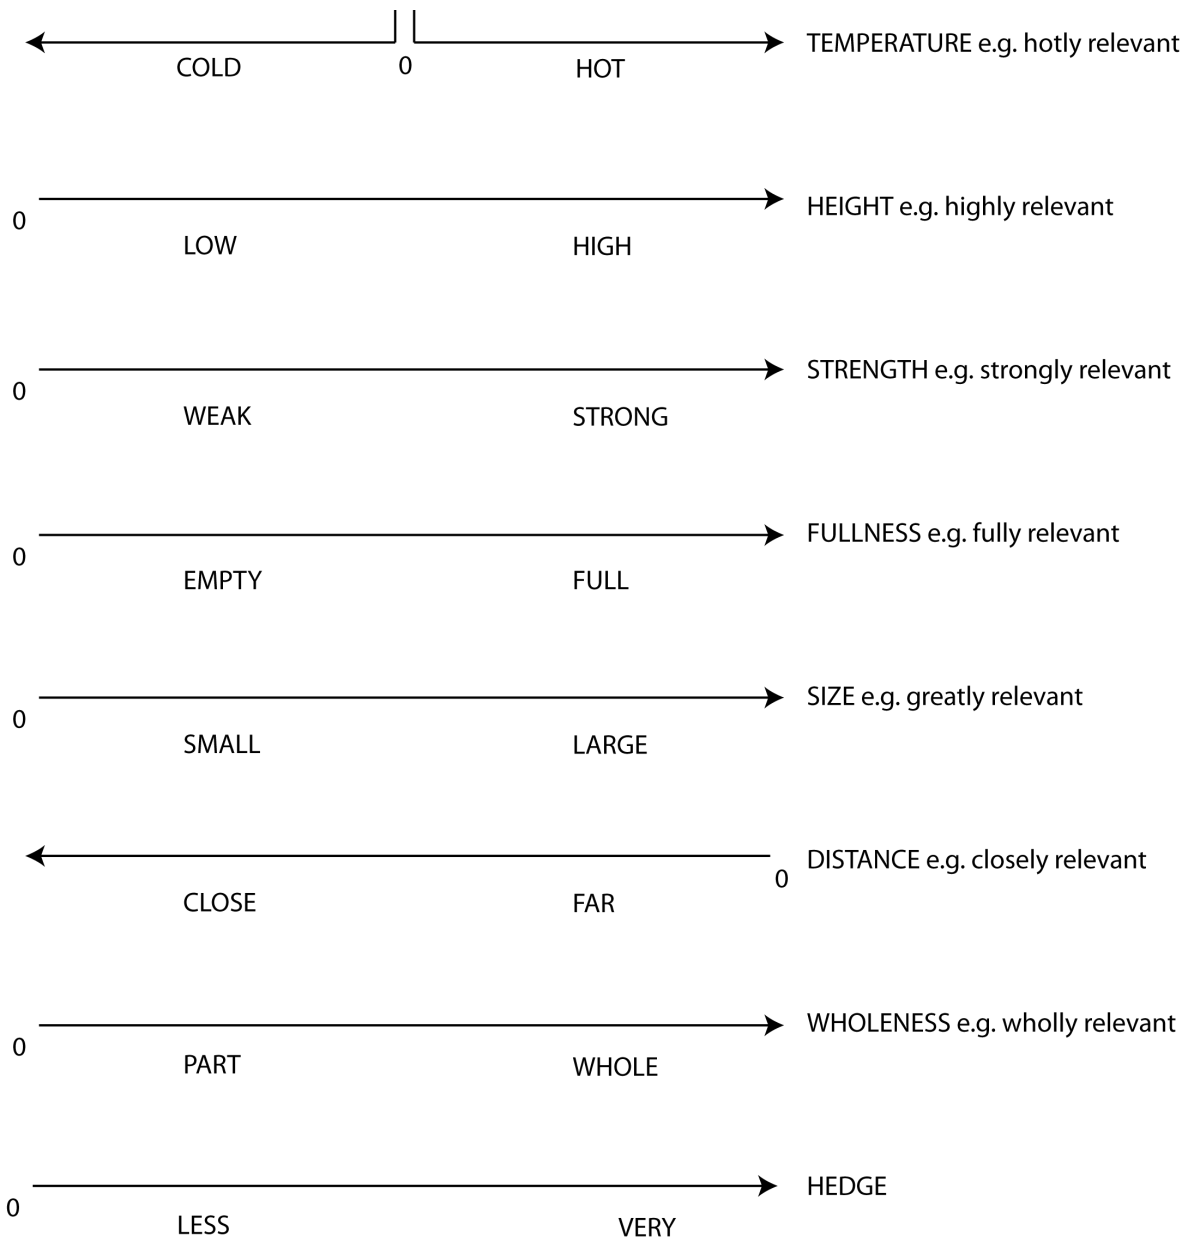 TEMPERATURE e.g. hotly relevant
COLD 0 HOT
HEIGHT e.g. highly relevant
0
LOW HIGH
STRENGTH e.g. strongly relevant
0
WEAK STRONG
FULLNESS e.g. fully relevant
0
EMPTY FULL
SIZE e.g. greatly relevant
0
SMALL LARGE
DISTANCE e.g. closely relevant
0
CLOSE FAR
WHOLENESS e.g. wholly relevant
0
PART WHOLE
HEDGE
0
LESS VERY